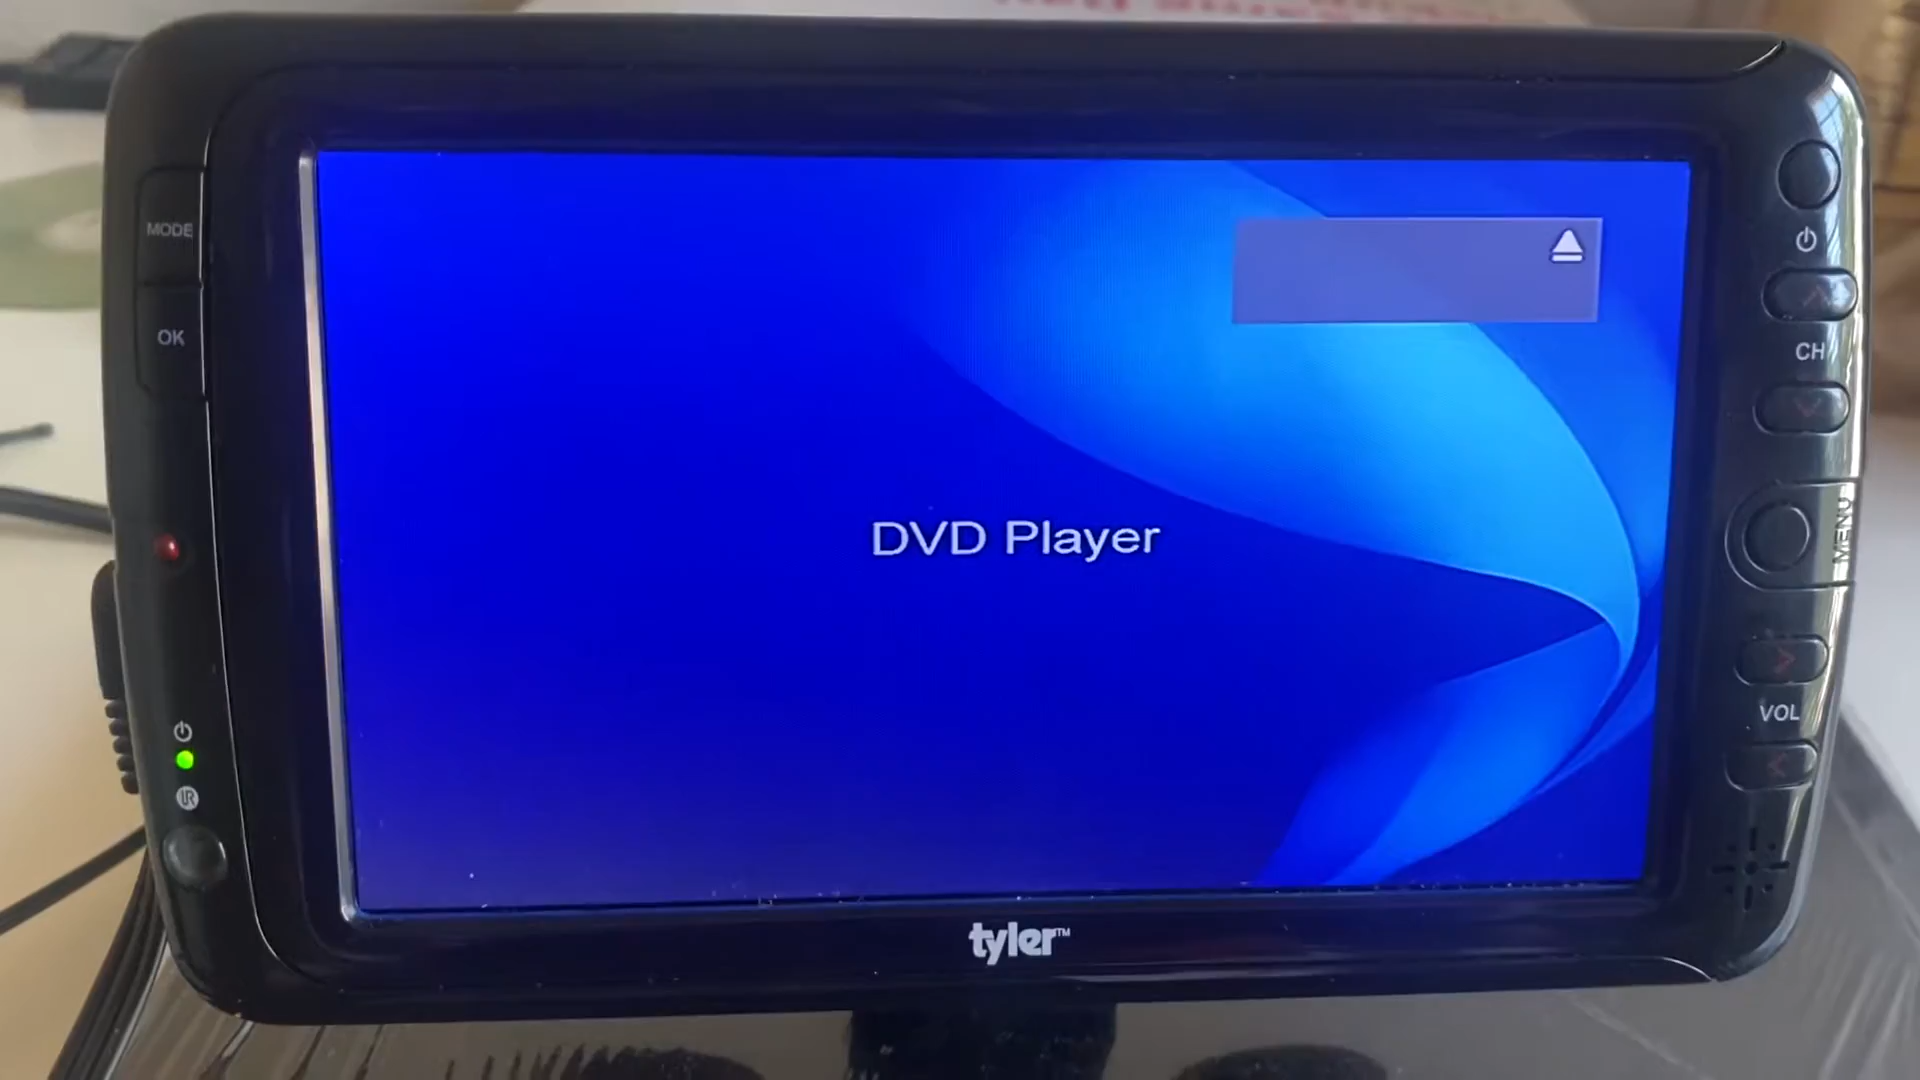 MODE
OK
CH
MENU
VOL
DVD Player
tyler™